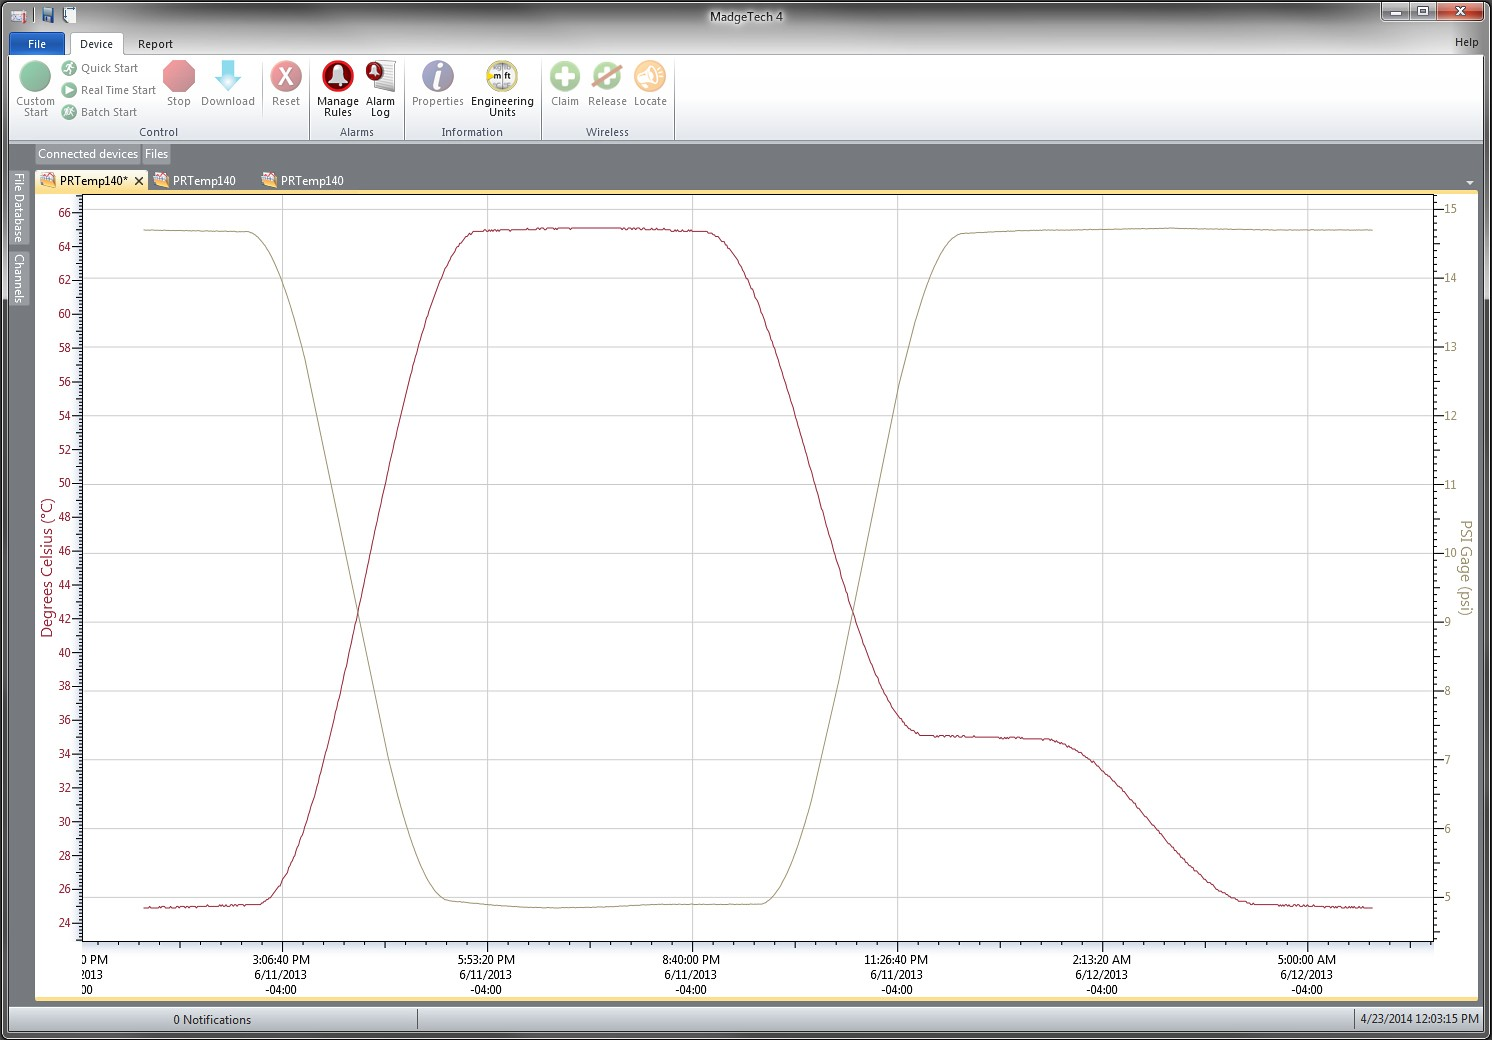 MadgeTech 4
File
Device
Report
Help
Custom
Start
Quick Start
Real Time Start
Batch Start
Stop
Download
Reset
Control
Manage
Rules
Alarm
Log
Alarms
Properties
m ft
Engineering
Units
Information
Claim
Release
Locate
Wireless
Connected devices
Files
File Database
Channels
PRTemp140*
PRTemp140
PRTemp140
Degrees Celsius (°C)
66
64
62
60
58
56
54
52
50
48
46
44
42
40
38
36
34
32
30
28
26
24
15
14
13
12
11
10
9
8
7
6
5
PSI Gage (psi)
0 PM
2013
00
3:06:40 PM
6/11/2013
-04:00
5:53:20 PM
6/11/2013
-04:00
8:40:00 PM
6/11/2013
-04:00
11:26:40 PM
6/11/2013
-04:00
2:13:20 AM
6/12/2013
-04:00
5:00:00 AM
6/12/2013
-04:00
0 Notifications
4/23/2014 12:03:15 PM